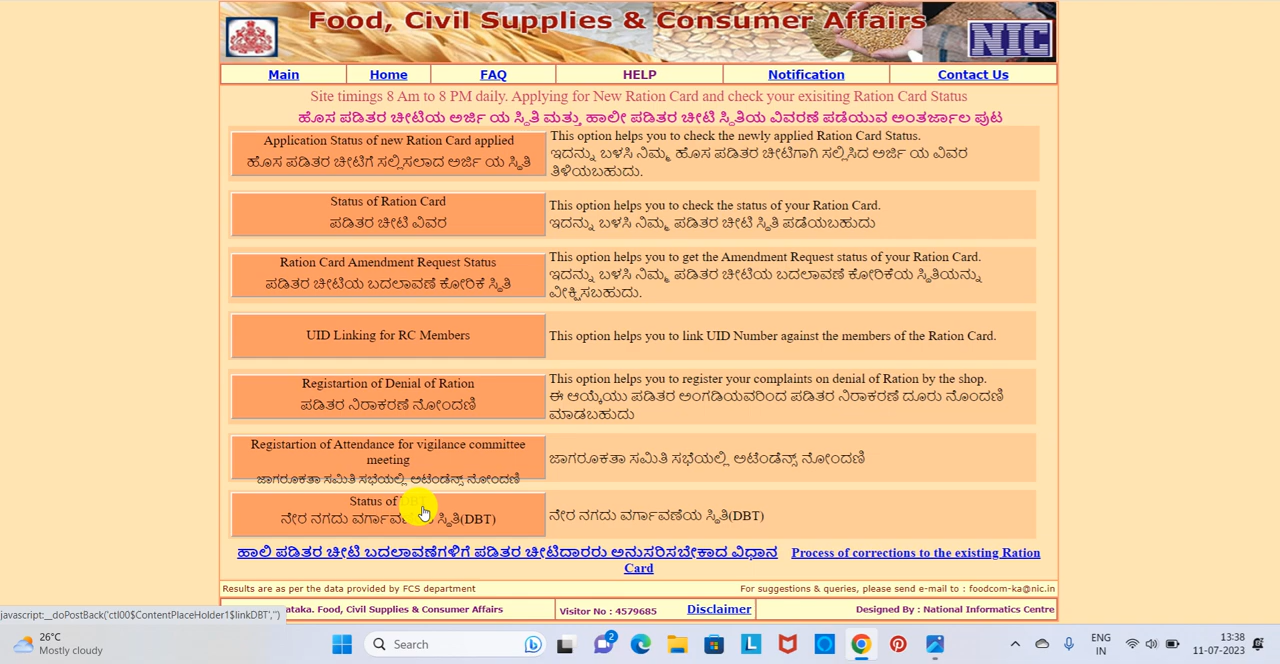 Food, Civil Supplies & Consumer Affairs
NIC
Main Home FAQ HELP Notification Contact Us
Site timings 8 Am to 8 PM daily. Applying for New Ration Card and check your exisiting Ration Card Status
ಹೊಸ ಪಡಿತರ ಚೀಟಿಯ ಅರ್ಜಿ ಯ ಸ್ಥಿತಿ ಮತ್ತು ಹಾಲೀ ಪಡಿತರ ಚೀಟಿ ಸ್ಥಿತಿಯ ವಿವರಣೆ ಪಡೆಯುವ ಅಂತರ್ಜಾಲ ಪುಟ
Application Status of new Ration Card applied
ಹೊಸ ಪಡಿತರ ಚೀಟಿಗೆ ಸಲ್ಲಿಸಲಾದ ಅರ್ಜಿ ಯ ಸ್ಥಿತಿ
This option helps you to check the newly applied Ration Card Status.
ಇದನ್ನು ಬಳಸಿ ನಿಮ್ಮ ಹೊಸ ಪಡಿತರ ಚೀಟಿಗಾಗಿ ಸಲ್ಲಿಸಿದ ಅರ್ಜಿ ಯ ವಿವರ
ತಿಳಿಯಬಹುದು.
Status of Ration Card
ಪಡಿತರ ಚೀಟಿ ವಿವರ
This option helps you to check the status of your Ration Card.
ಇದನ್ನು ಬಳಸಿ ನಿಮ್ಮ ಪಡಿತರ ಚೀಟಿ ಸ್ಥಿತಿ ಪಡೆಯಬಹುದು
Ration Card Amendment Request Status
ಪಡಿತರ ಚೀಟಿಯ ಬದಲಾವಣೆ ಕೋರಿಕೆ ಸ್ಥಿತಿ
This option helps you to get the Amendment Request status of your Ration Card.
ಇದನ್ನು ಬಳಸಿ ನಿಮ್ಮ ಪಡಿತರ ಚೀಟಿಯ ಬದಲಾವಣೆ ಕೋರಿಕೆಯ ಸ್ಥಿತಿಯನ್ನು
ವೀಕ್ಷಿಸಬಹುದು.
UID Linking for RC Members
This option helps you to link UID Number against the members of the Ration Card.
Registartion of Denial of Ration
ಪಡಿತರ ನಿರಾಕರಣೆ ನೋಂದಣಿ
This option helps you to register your complaints on denial of Ration by the shop.
ಈ ಆಯ್ಕೆಯು ಪಡಿತರ ಅಂಗಡಿಯವರಿಂದ ಪಡಿತರ ನಿರಾಕರಣೆ ದೂರು ನೊಂದಣಿ
ಮಾಡಬಹುದು
Registartion of Attendance for vigilance committee
meeting
ಜಾಗರೂಕತಾ ಸಮಿತಿ ಸಭೆಯಲ್ಲಿ ಅಟೆಂಡೆನ್ಸ್ ನೋಂದಣಿ
ಜಾಗರೂಕತಾ ಸಮಿತಿ ಸಭೆಯಲ್ಲಿ ಅಟೆಂಡೆನ್ಸ್ ನೋಂದಣಿ
Status of DBT
ನೇರ ನಗದು ಸ್ಥಿತಿ(DBT)
ನೇರ ನಗದು ವರ್ಗಾವಣೆಯ ಸ್ಥಿತಿ(DBT)
ಹಾಲಿ ಪಡಿತರ ಚೀಟಿ ಬದಲಾವಣೆಗಳಿಗೆ ಪಡಿತರ ಚೀಟಿದಾರರು ಅನುಸರಿಸಬೇಕಾದ ವಿಧಾನ Process of corrections to the existing Ration
Card
Results are as per the data provided by FCS department For suggestions & queries, please send e-mail to : foodcom-ka@nic.in
javascript:__doPostBack('ctl00$ContentPlaceHolder1$linkDBT','') ataka. Food, Civil Supplies & Consumer Affairs Visitor No : 4579685 Disclaimer Designed By : National Informatics Centre
26°C
Mostly cloudy
Search
2
ENG
IN
13:38
11-07-2023